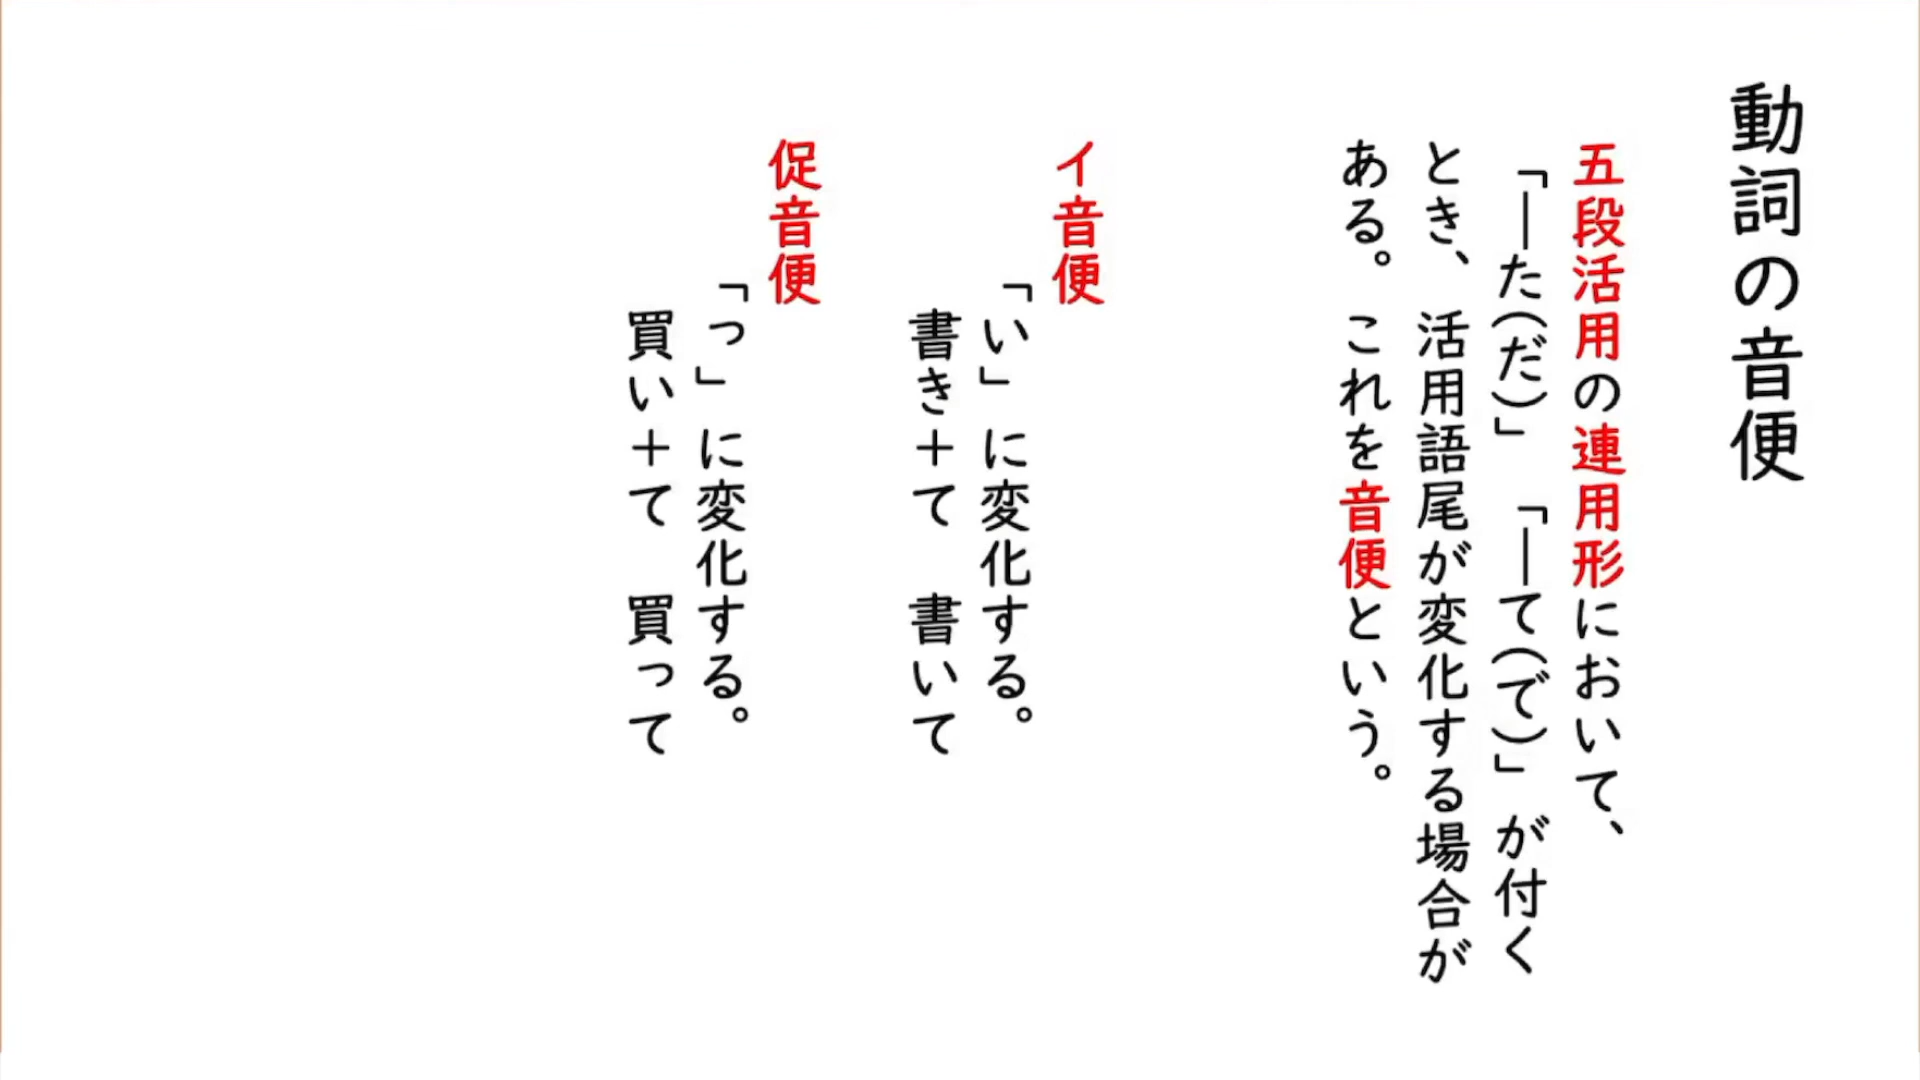 動詞の音便
五段活用の連用形において、
「―た(だ)」「―て(で)」が付く
とき、活用語尾が変化する場合が
ある。これを音便という。
イ音便
「い」に変化する。
書き＋て　書いて
促音便
「っ」に変化する。
買い＋て　買って